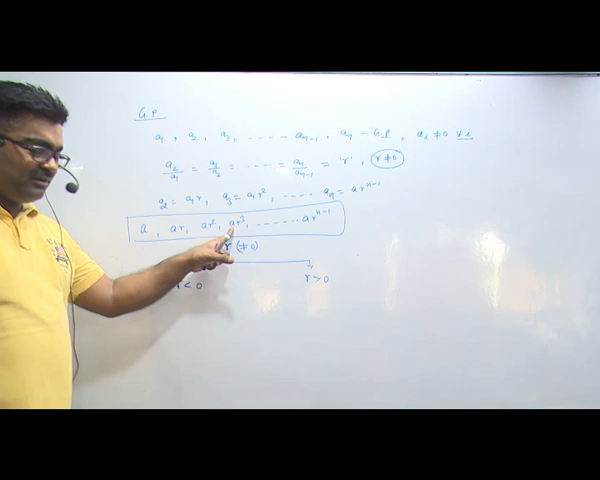 G.P
a₁, a₂, a₃, ----- aₙ₋₁, aₙ - G.P, aᵢ ≠ 0 ∀ i
a₂/a₁ = a₃/a₂ = ---- = aₙ/aₙ₋₁ = 'r', r ≠ 0
a₂ = a₁r, a₃ = a₁r², ----- aₙ = arⁿ⁻¹
a, ar, ar², ar³, ------- arⁿ⁻¹
r (≠ 0)
r < 0 r > 0